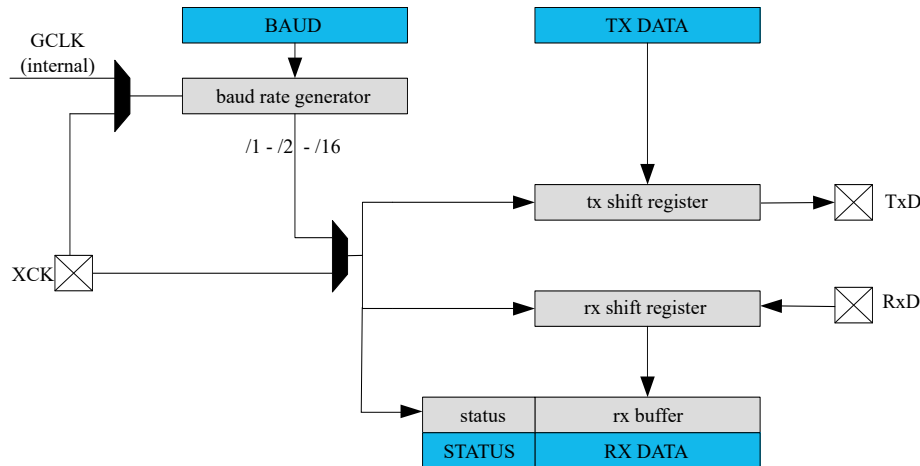 BAUD
TX DATA
GCLK
(internal)
baud rate generator
/1 - /2 - /16
tx shift register
TxD
XCK
rx shift register
RxD
status
rx buffer
STATUS
RX DATA